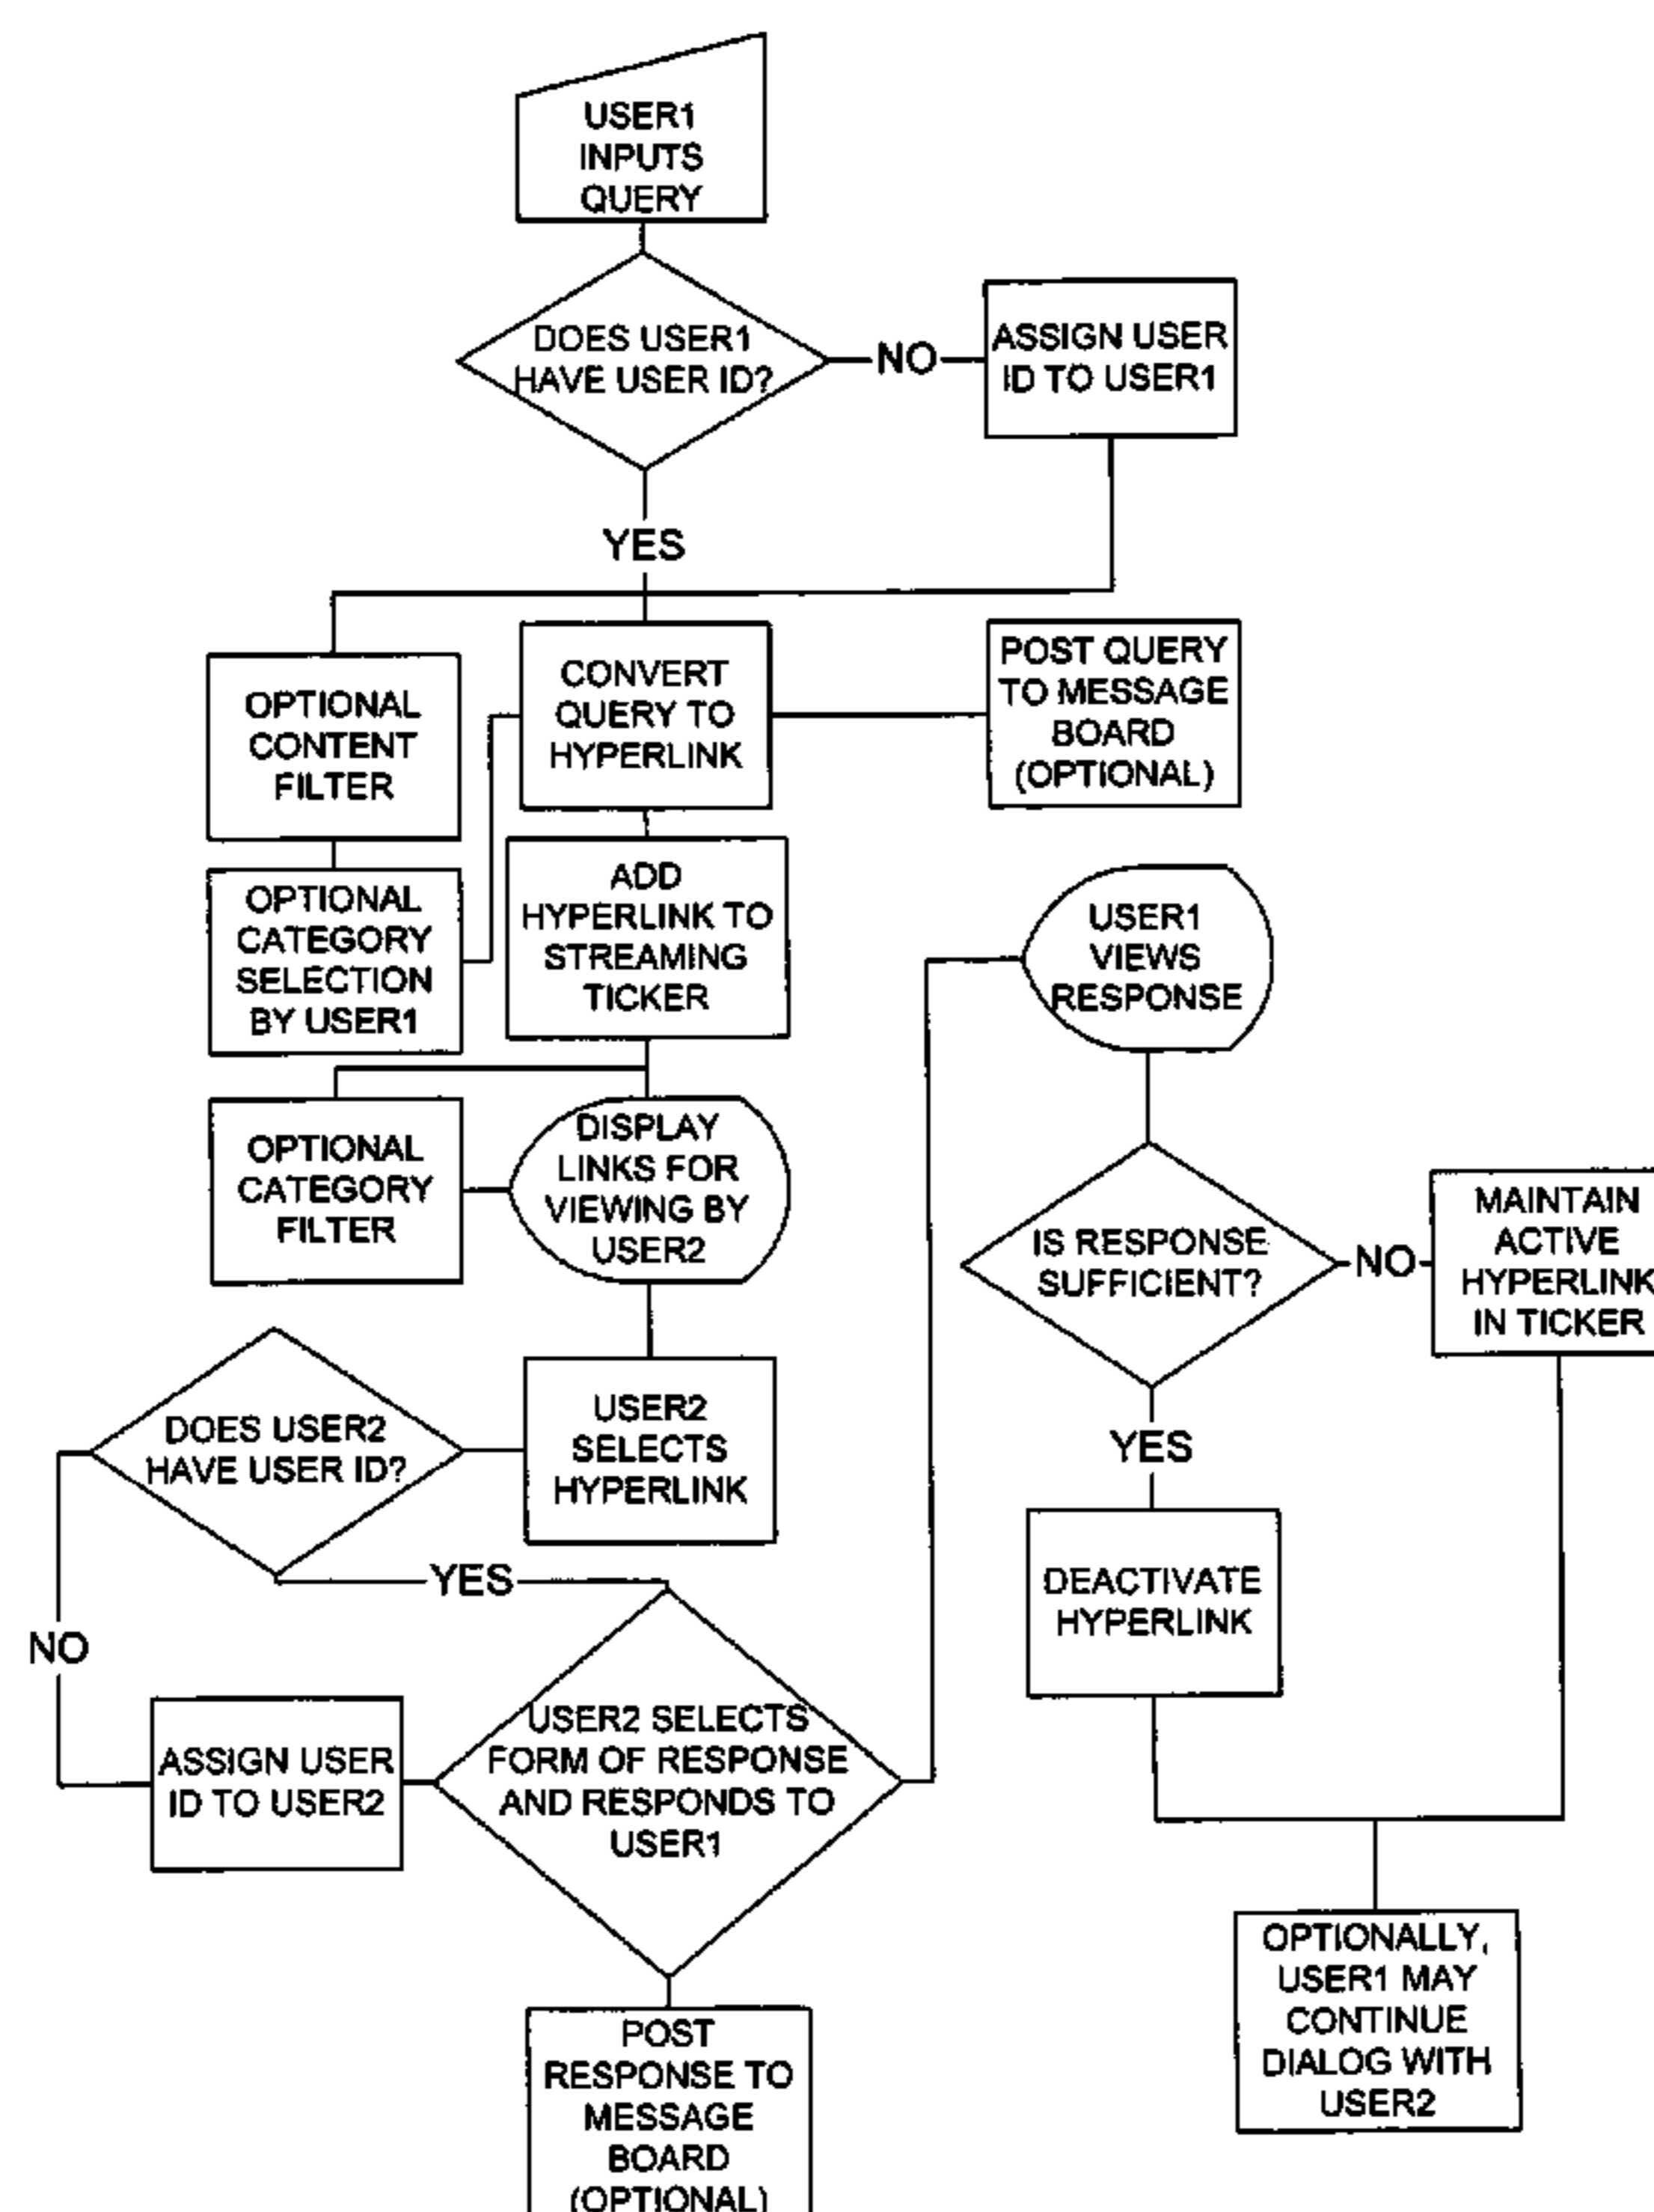 USER1
INPUTS
QUERY
DOES USER1
HAVE USER ID?
NO
ASSIGN USER
ID TO USER1
YES
OPTIONAL
CONTENT
FILTER
CONVERT
QUERY TO
HYPERLINK
POST QUERY
TO MESSAGE
BOARD
(OPTIONAL)
OPTIONAL
CATEGORY
SELECTION
BY USER1
ADD
HYPERLINK TO
STREAMING
TICKER
USER1
VIEWS
RESPONSE
OPTIONAL
CATEGORY
FILTER
DISPLAY
LINKS FOR
VIEWING BY
USER2
IS RESPONSE
SUFFICIENT?
NO
MAINTAIN
ACTIVE
HYPERLINK
IN TICKER
DOES USER2
HAVE USER ID?
USER2
SELECTS
HYPERLINK
YES
YES
DEACTIVATE
HYPERLINK
NO
ASSIGN USER
ID TO USER2
USER2 SELECTS
FORM OF RESPONSE
AND RESPONDS TO
USER1
OPTIONALLY,
USER1 MAY
CONTINUE
DIALOG WITH
USER2
POST
RESPONSE TO
MESSAGE
BOARD
(OPTIONAL)